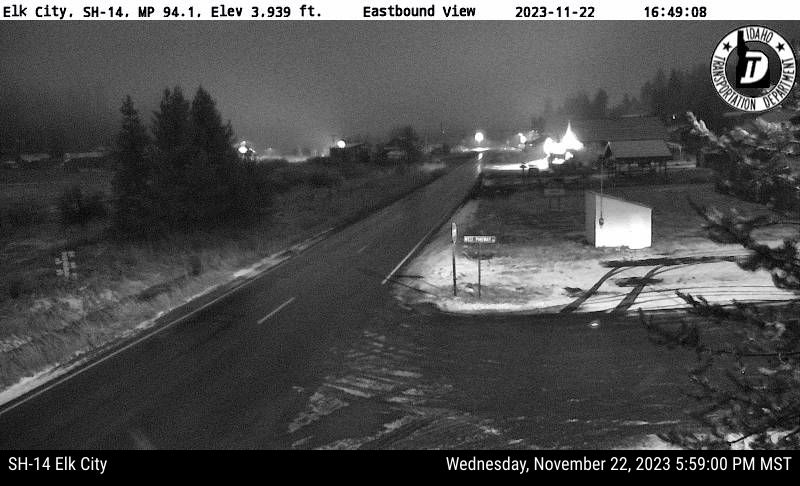 Elk City, SH-14, MP 94.1, Elev 3,939 ft. Eastbound View 2023-11-22 16:49:08
IDAHO
TRANSPORTATION DEPARTMENT
SH-14 Elk City Wednesday, November 22, 2023 5:59:00 PM MST